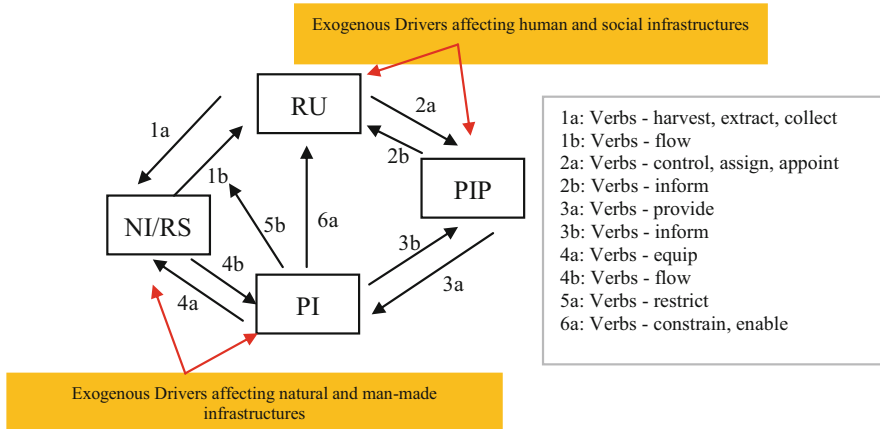 Exogenous Drivers affecting human and social infrastructures
RU
1a
2a
2b
1b
PIP
NI/RS
5b
6a
3b
3a
4b
4a
PI
1a: Verbs - harvest, extract, collect
1b: Verbs - flow
2a: Verbs - control, assign, appoint
2b: Verbs - inform
3a: Verbs - provide
3b: Verbs - inform
4a: Verbs - equip
4b: Verbs - flow
5a: Verbs - restrict
6a: Verbs - constrain, enable
Exogenous Drivers affecting natural and man-made
infrastructures